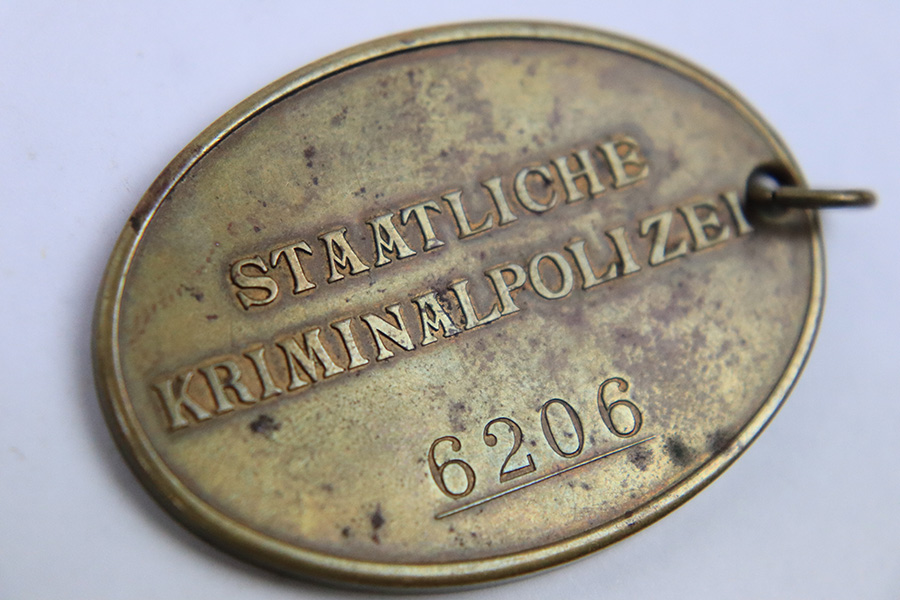 STAATLICHE
KRIMINALPOLIZEI
6206